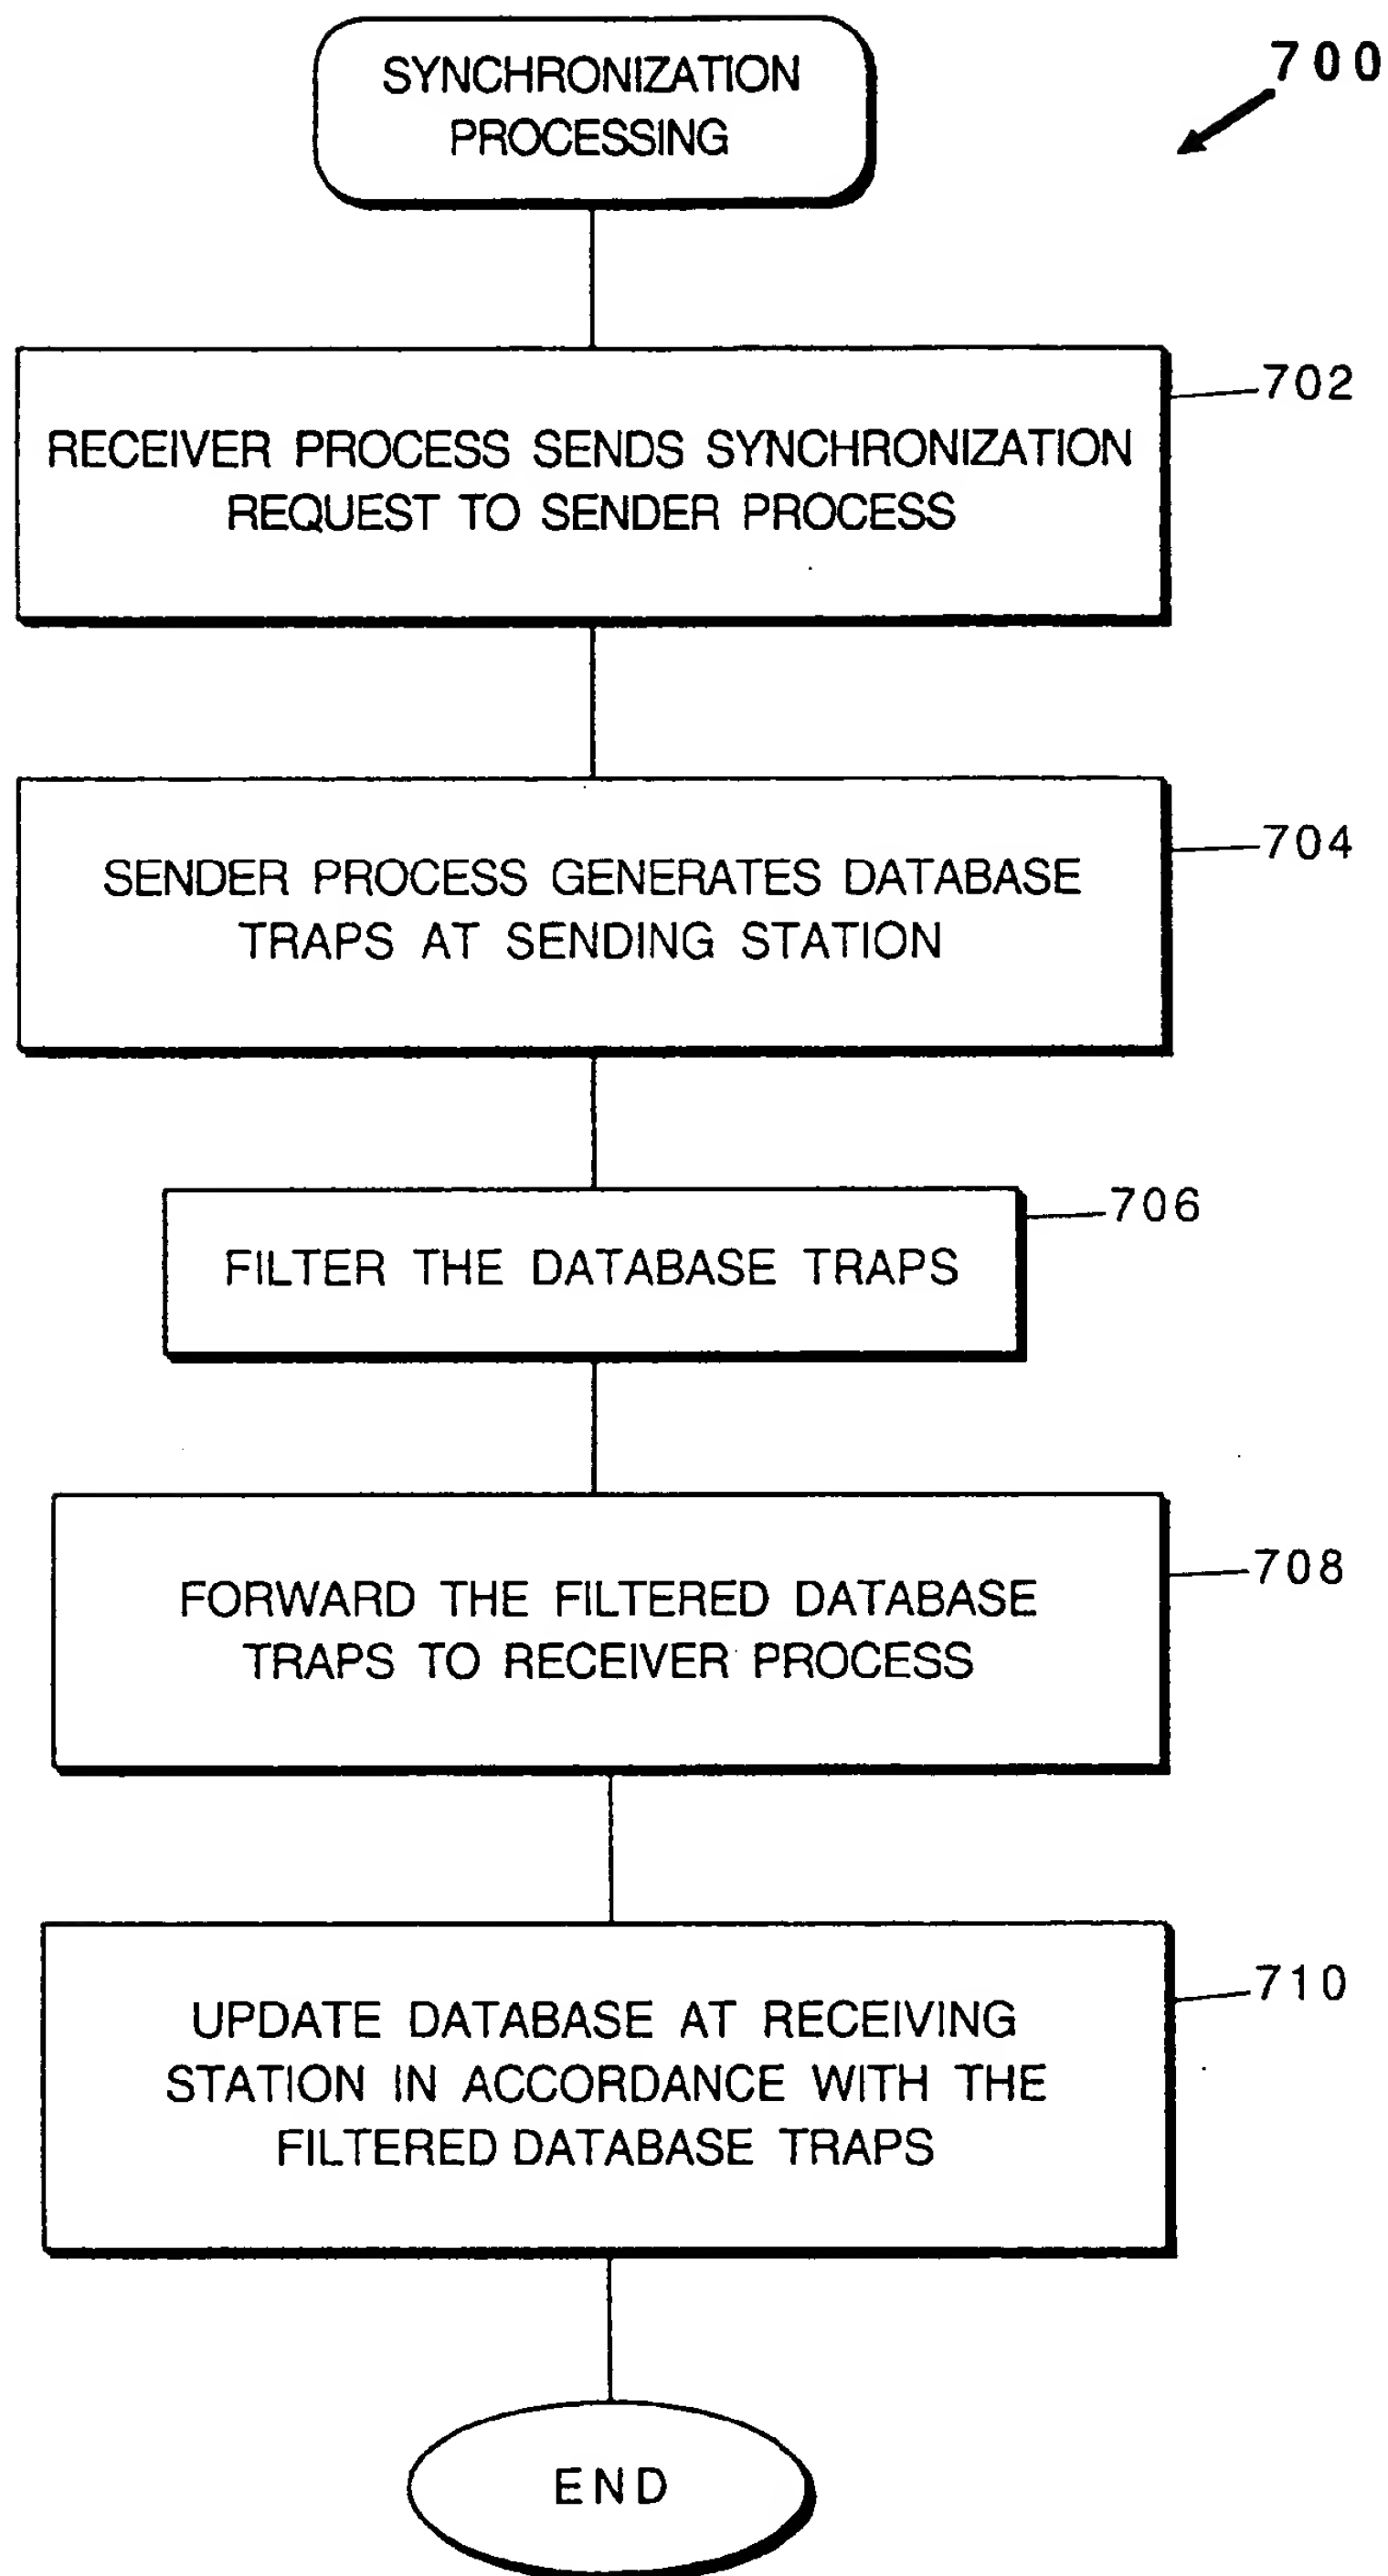 SYNCHRONIZATION
PROCESSING
700
RECEIVER PROCESS SENDS SYNCHRONIZATION
REQUEST TO SENDER PROCESS
702
SENDER PROCESS GENERATES DATABASE
TRAPS AT SENDING STATION
704
FILTER THE DATABASE TRAPS
706
FORWARD THE FILTERED DATABASE
TRAPS TO RECEIVER PROCESS
708
UPDATE DATABASE AT RECEIVING
STATION IN ACCORDANCE WITH THE
FILTERED DATABASE TRAPS
710
END